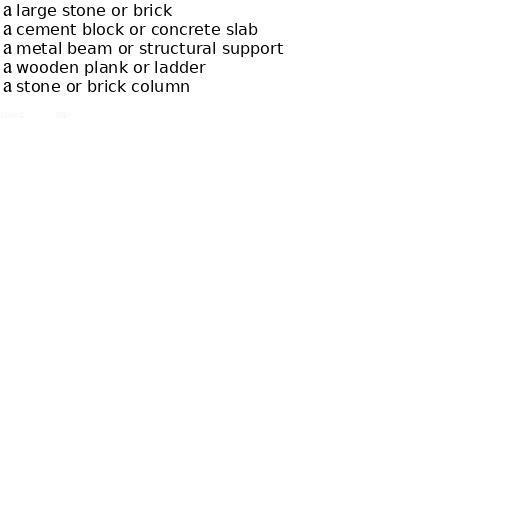 a large stone or brick
a cement block or concrete slab
a metal beam or structural support
a wooden plank or ladder
a stone or brick column